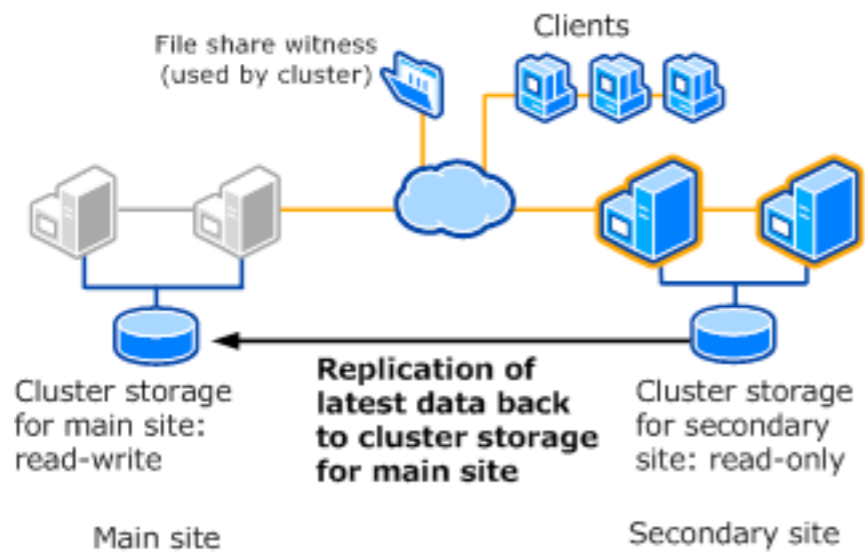 File share witness
(used by cluster)
Clients
Replication of
latest data back
to cluster storage
for main site
Cluster storage
for main site:
read-write
Cluster storage
for secondary
site: read-only
Main site
Secondary site